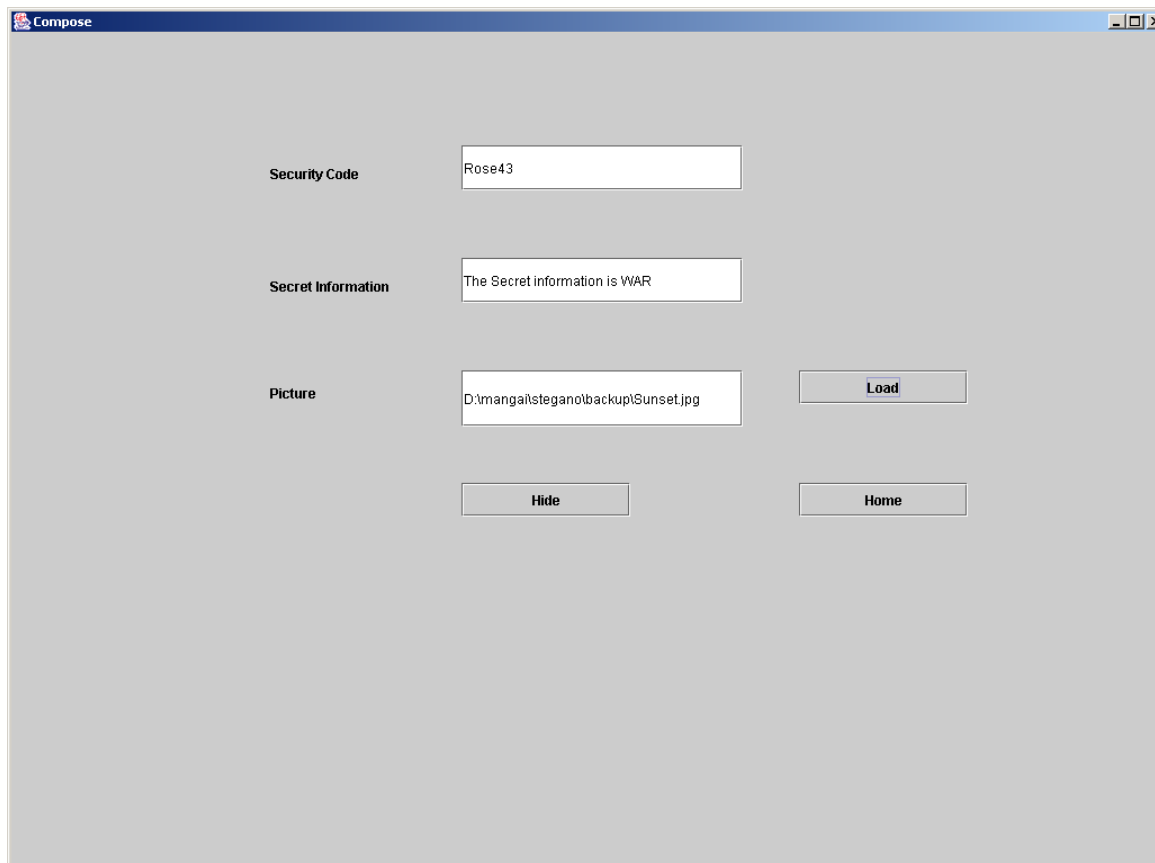 Compose
Security Code
Rose43
Secret Information
The Secret information is WAR
Picture
D:\mangai\stegano\backup\Sunset.jpg
Load
Hide
Home